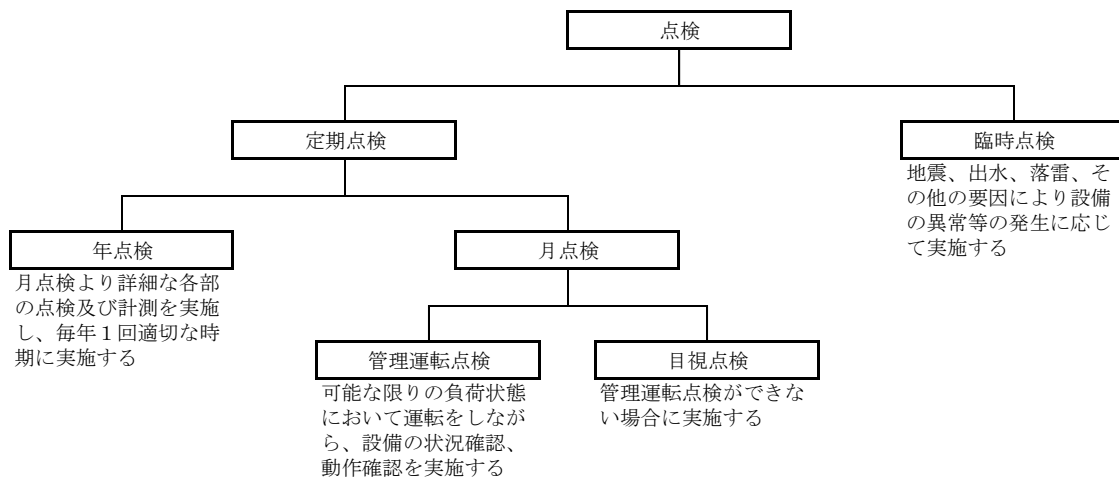 点検
定期点検
臨時点検
地震、出水、落雷、そ
の他の要因により設備
の異常等の発生に応じ
て実施する
年点検
月点検より詳細な各部
の点検及び計測を実施
し、毎年１回適切な時
期に実施する
月点検
管理運転点検
可能な限りの負荷状態
において運転をしなが
ら、設備の状況確認、
動作確認を実施する
目視点検
管理運転点検ができな
い場合に実施する